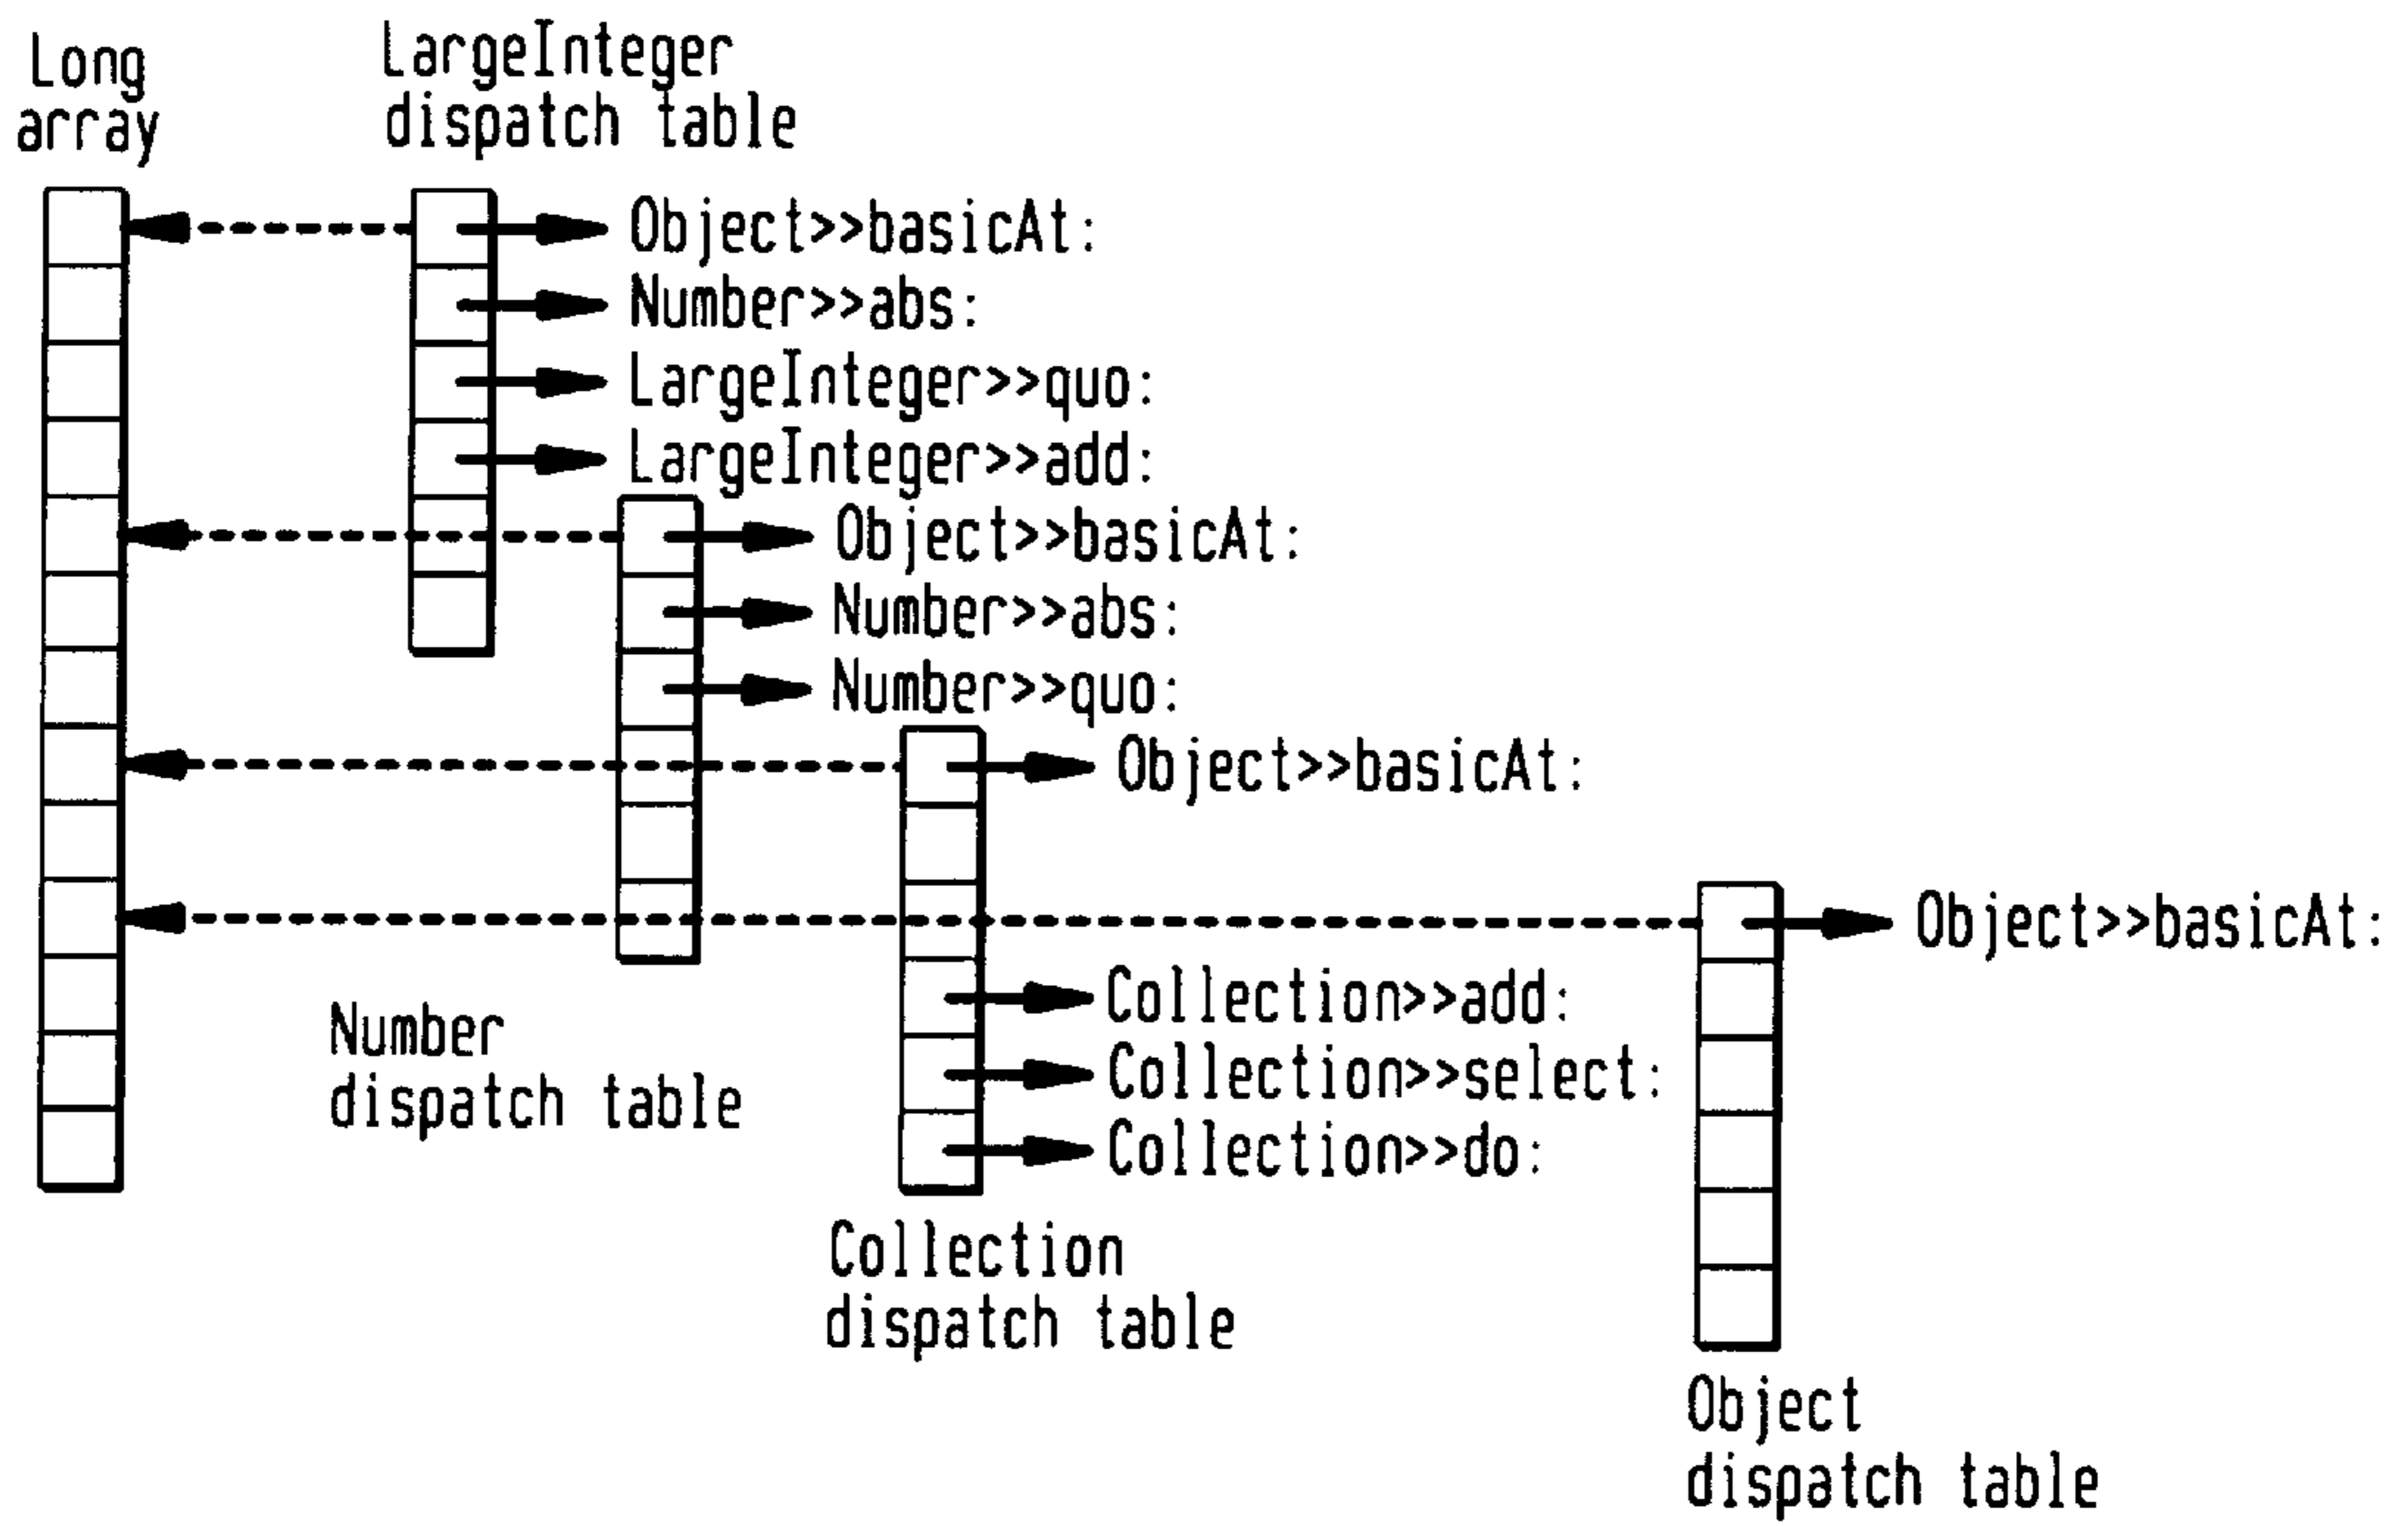 Long
array
LargeInteger
dispatch table
Object>>basicAt:
Number>>abs:
LargeInteger>>quo:
LargeInteger>>add:
Object>>basicAt:
Number>>abs:
Number>>quo:
Object>>basicAt:
Object>>basicAt:
Collection>>add:
Collection>>select:
Collection>>do:
Number
dispatch table
Collection
dispatch table
Object
dispatch table